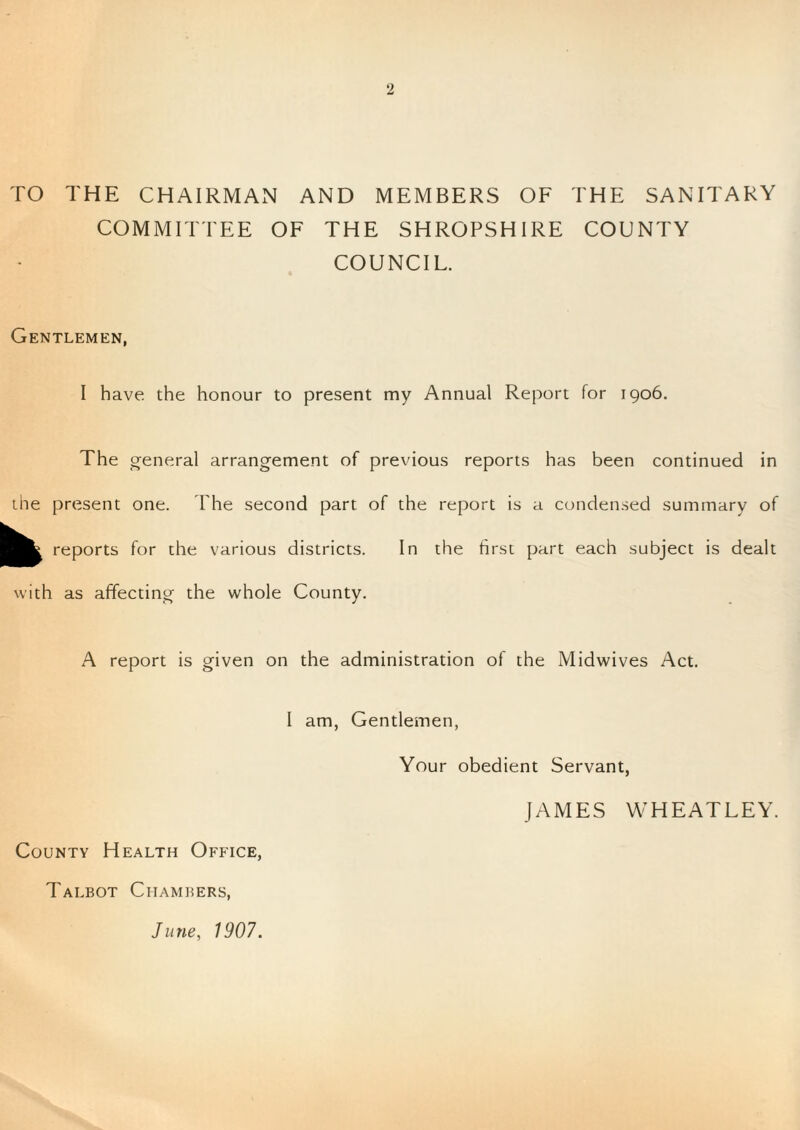 2
TO THE CHAIRMAN AND MEMBERS OF THE SANITARY
COMMITTEE OF THE SHROPSHIRE COUNTY
COUNCIL.
GENTLEMEN,
I have the honour to present my Annual Report for 1906.
The general arrangement of previous reports has been continued in
the present one. The second part of the report is a condensed summary of
reports for the various districts. In the first part each subject is dealt
with as affecting the whole County.
A report is given on the administration of the Midwives Act.
I am, Gentlemen,
Your obedient Servant,
JAMES WHEATLEY.
COUNTY HEALTH OFFICE,
TALBOT CHAMBERS,
June, 1907.